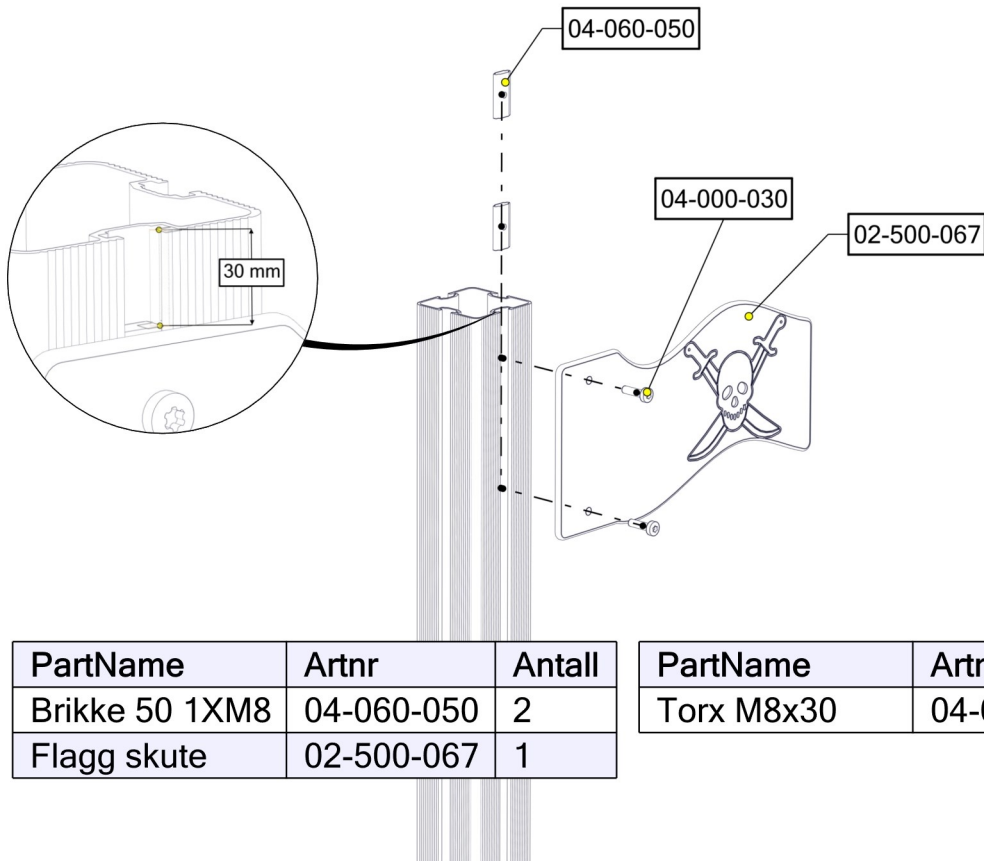 04-060-050
04-000-030
02-500-067
30 mm
PartName Artnr Antall
Brikke 50 1XM8 04-060-050 2
Flagg skute 02-500-067 1
PartName
Torx M8x30